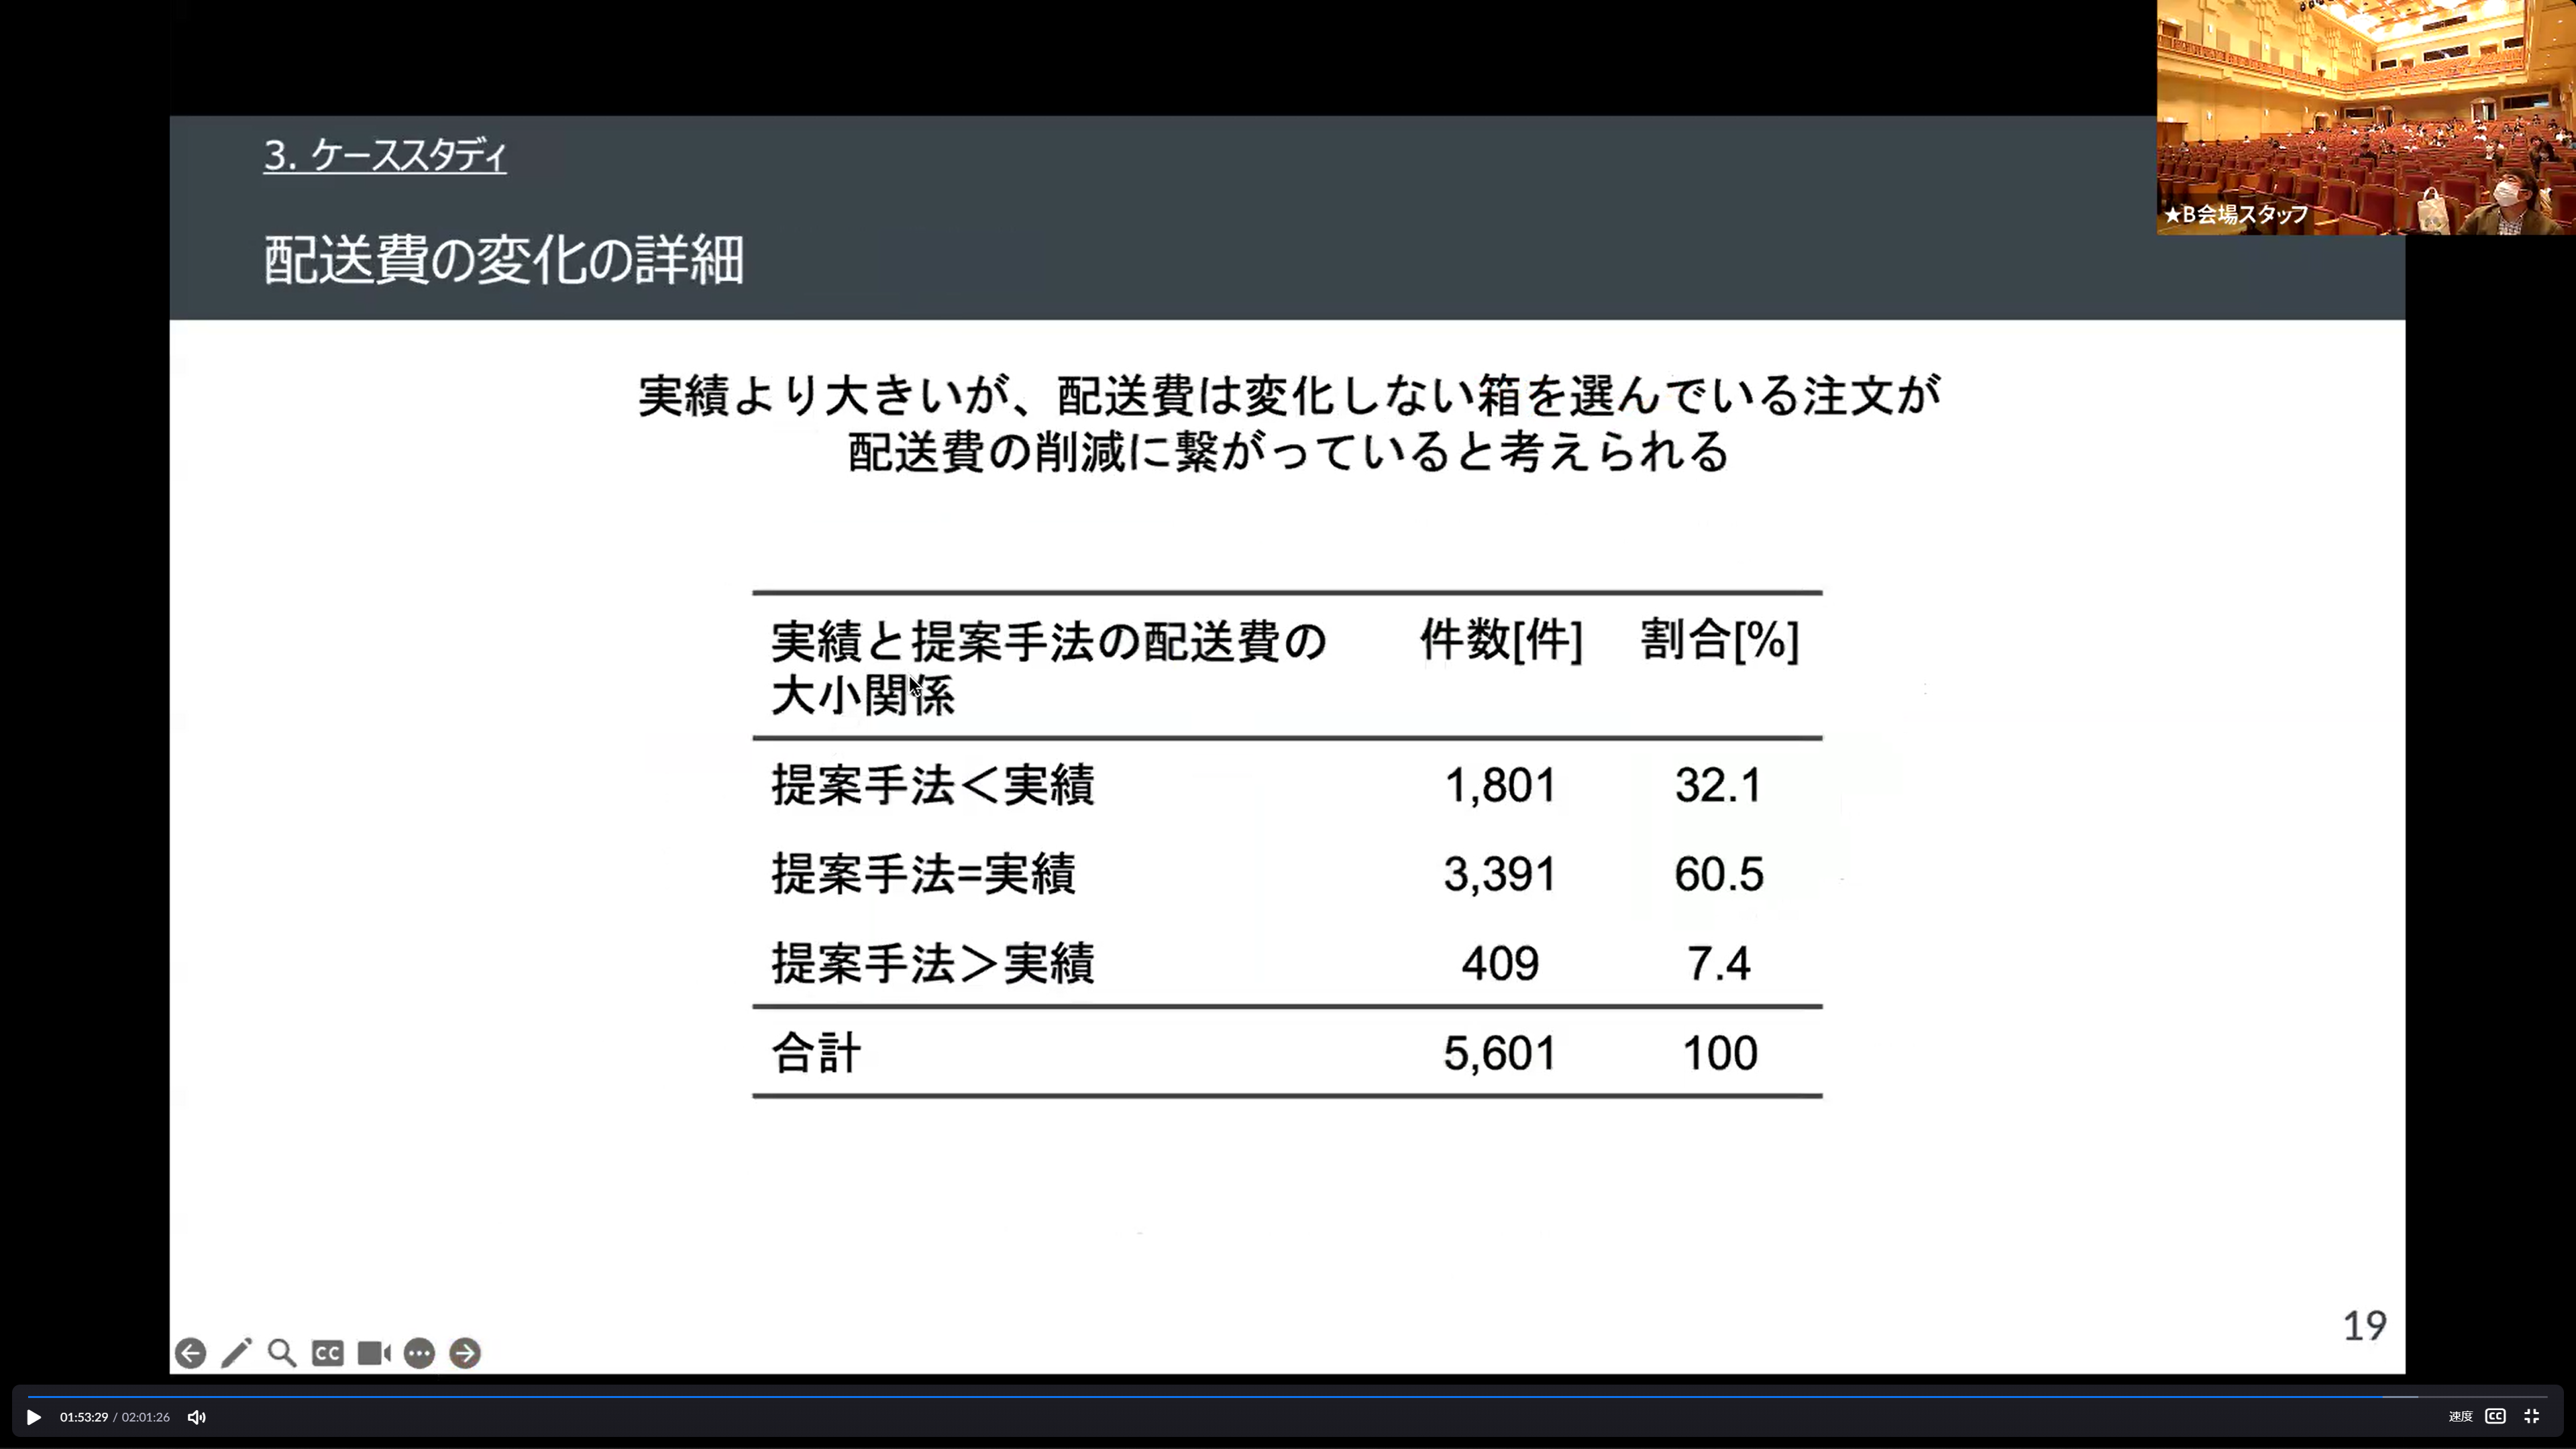 3. ケーススタディ
配送費の変化の詳細
★B会場スタッフ
実績より大きいが、配送費は変化しない箱を選んでいる注文が
配送費の削減に繋がっていると考えられる
実績と提案手法の配送費の 件数[件] 割合[%]
大小関係
提案手法＜実績 1,801 32.1
提案手法=実績 3,391 60.5
提案手法＞実績 409 7.4
合計 5,601 100
19
CC
01:53:29 / 02:01:26
速度 CC